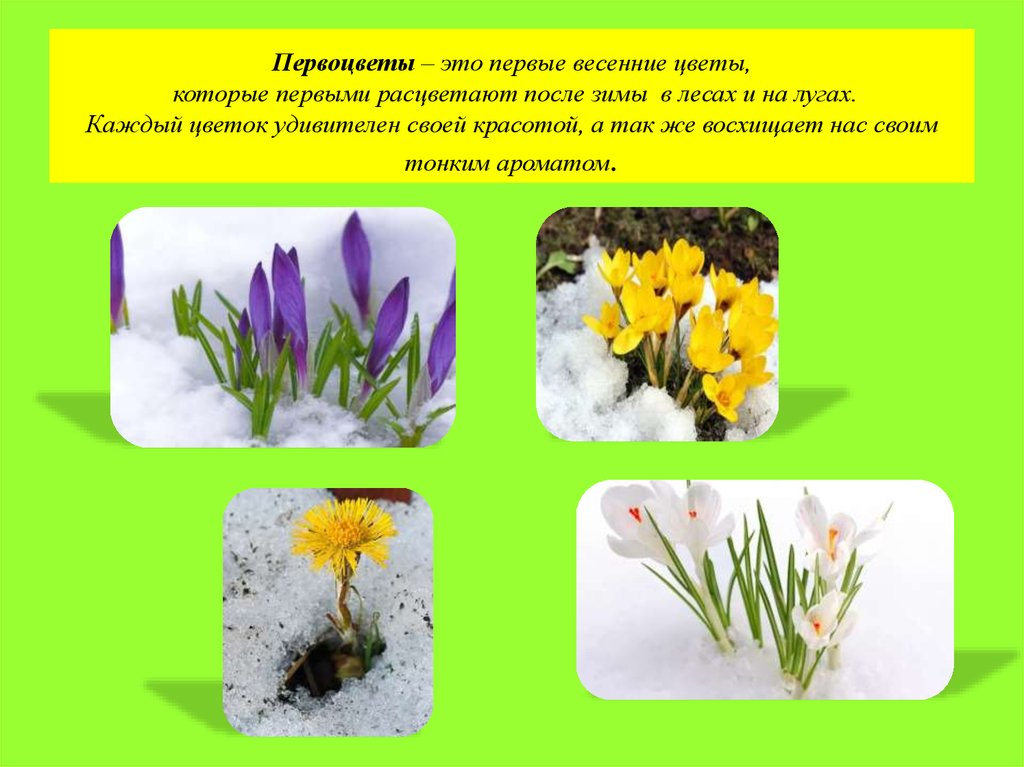 Первоцветы – это первые весенние цветы,
которые первыми расцветают после зимы в лесах и на лугах.
Каждый цветок удивителен своей красотой, а так же восхищает нас своим
тонким ароматом.